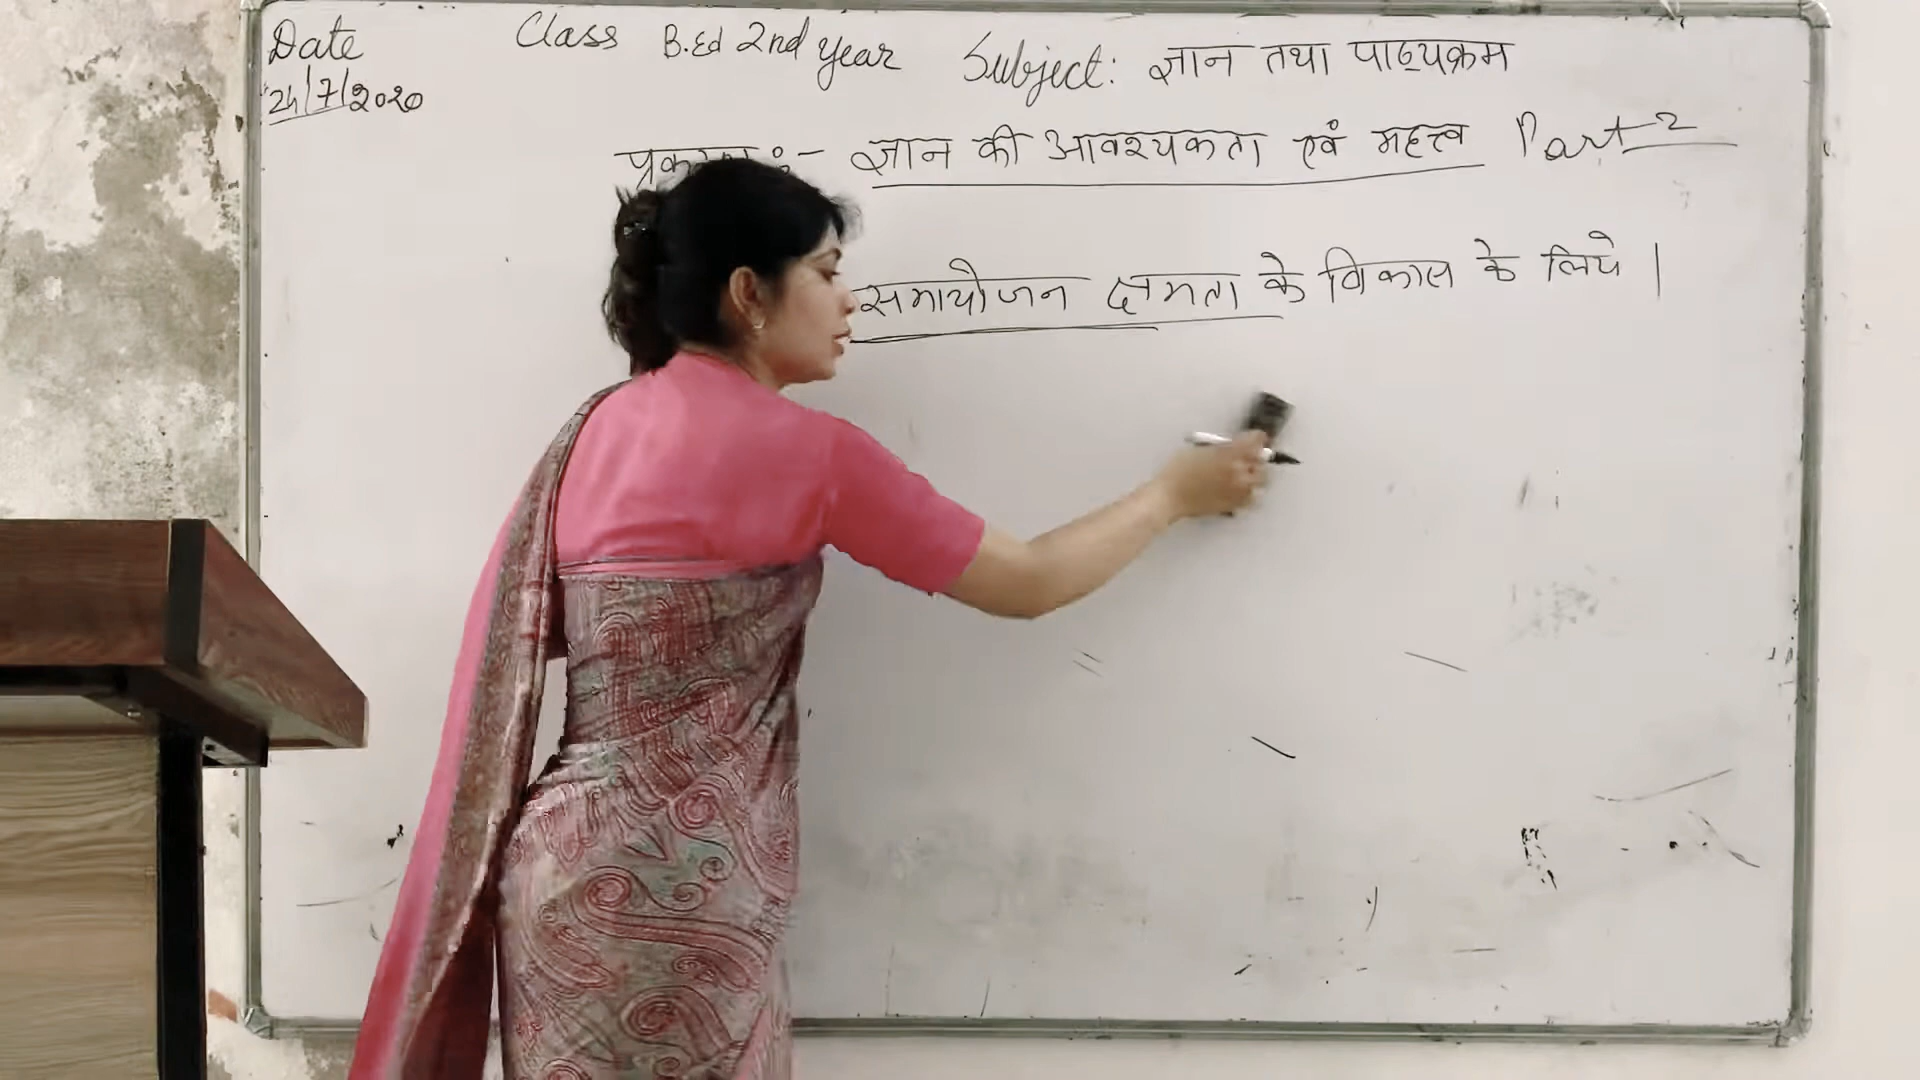 Date Class B.Ed 2nd year Subject: ज्ञान तथा पाठ्यक्रम
24/7/2020
ज्ञान की आवश्यकता एवं महत्त्व Part-2
समायोजन क्षमता के विकास के लिये |